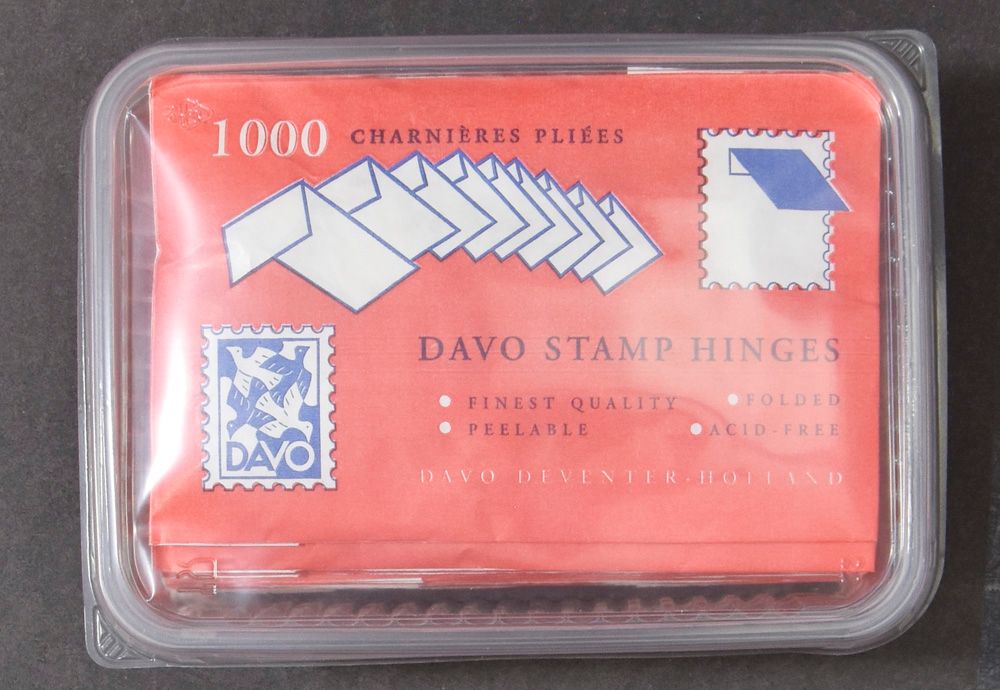 1000 CHARNIÈRES PLIÉES
DAVO STAMP HINGES
• FINEST QUALITY • FOLDED
• PEELABLE • ACID-FREE
DAVO
DAVO DEVENTER-HOLLAND